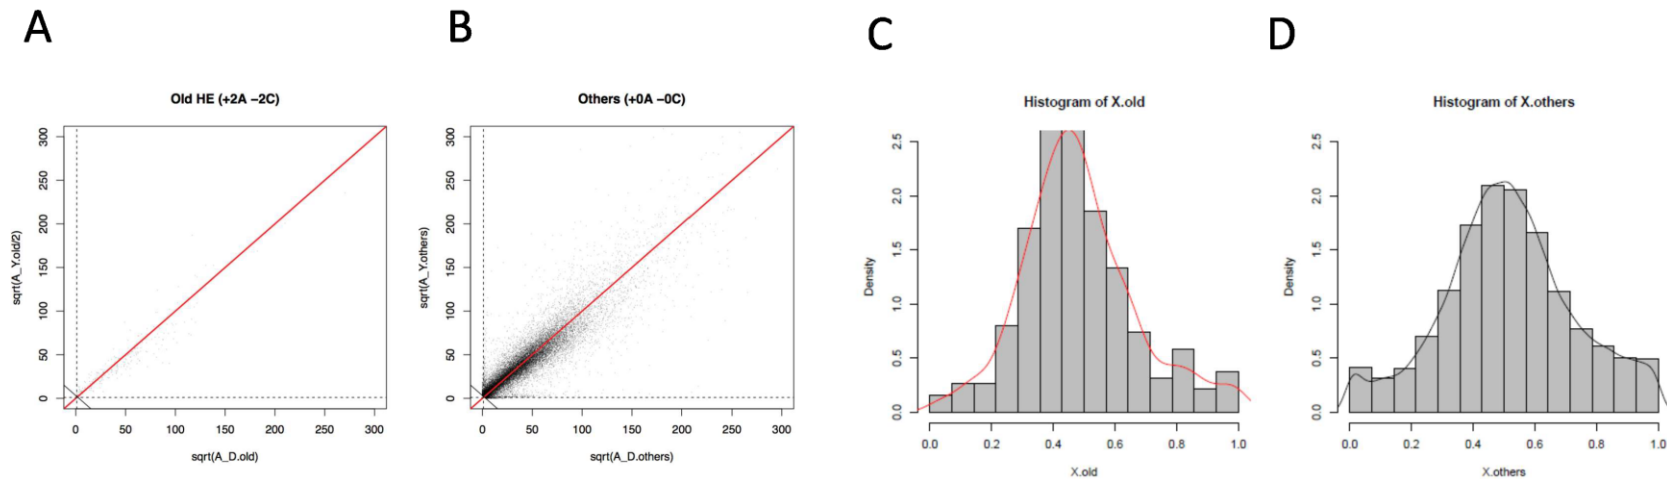 A
B
C
D
Old HE (+2A −2C)
300
250
200
150
100
50
0
sqrt(A_Y.old/2)
0 50 100 150 200 250 300
sqrt(A_D.old)
Others (+0A −0C)
300
250
200
150
100
50
0
sqrt(A_Y.others)
0 50 100 150 200 250 300
sqrt(A_D.others)
Histogram of X.old
2.5
2.0
1.5
1.0
0.5
0.0
Density
0.0 0.2 0.4 0.6 0.8 1.0
X.old
Histogram of X.others
2.5
2.0
1.5
1.0
0.5
0.0
Density
0.0 0.2 0.4 0.6 0.8 1.0
X.others